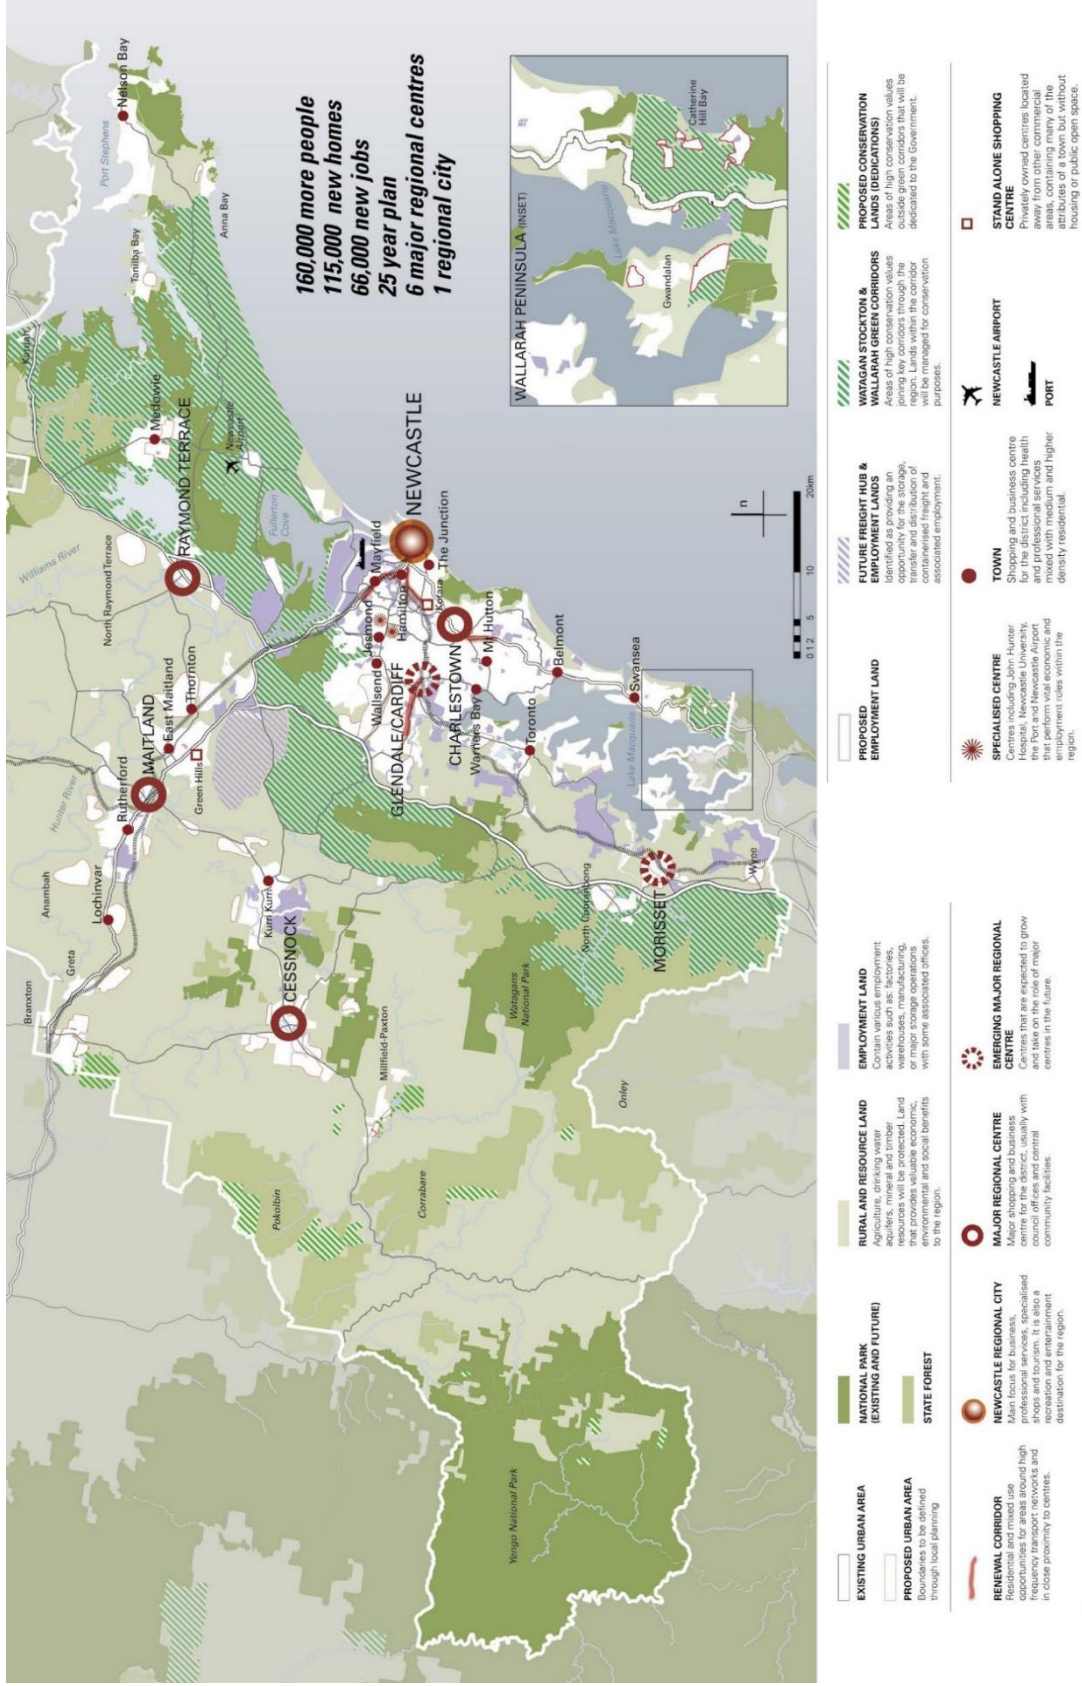 160,000 more people
115,000 new homes
66,000 new jobs
25 year plan
6 major regional centres
1 regional city
Branxton
Greta
Anambah
Lochinvar
Rutherford
MAITLAND
East Maitland
Thornton
Green Hills
Hunter River
Williams River
North Raymond Terrace
RAYMOND TERRACE
Medowie
Karuah
Newcastle
Airport
Fullerton
Cove
Tanilba Bay
Port Stephens
Nelson Bay
Anna Bay
Kurri Kurri
CESSNOCK
Millfield-Paxton
Pokolbin
Corrabare
Yengo National Park
Watagans
National Park
Onley
North Cooranbong
MORISSET
Wyee
Wallsend
Jesmond
Hamilton
Mayfield
NEWCASTLE
The Junction
Kotara
GLENDALE/CARDIFF
CHARLESTOWN
Mt Hutton
Warners Bay
Toronto
Belmont
Swansea
Lake Macquarie
n
0 1 2 5 10 20km
WALLARAH PENINSULA (INSET)
Lake Macquarie
Gwandalan
Catherine
Hill Bay
EXISTING URBAN AREA
PROPOSED URBAN AREA
Boundaries to be defined
through local planning
NATIONAL PARK
(EXISTING AND FUTURE)
STATE FOREST
RURAL AND RESOURCE LAND
Agriculture, drinking water
aquifers, mineral and timber
resources will be protected. Land
that provides valuable economic,
environmental and social benefits
to the region.
EMPLOYMENT LAND
Contain various employment
activities such as: factories,
warehouses, manufacturing,
or major storage operations
with some associated offices.
PROPOSED
EMPLOYMENT LAND
FUTURE FREIGHT HUB &
EMPLOYMENT LANDS
Identified as providing an
opportunity for the storage,
transfer and distribution of
containerised freight and
associated employment.
WATAGAN STOCKTON &
WALLARAH GREEN CORRIDORS
Areas of high conservation values
joining key corridors through the
region. Lands within the corridor
will be managed for conservation
purposes.
PROPOSED CONSERVATION
LANDS (DEDICATIONS)
Areas of high conservation values
outside green corridors that will be
dedicated to the Government.
RENEWAL CORRIDOR
Residential and mixed use
opportunities for areas around high
frequency transport networks and
in close proximity to centres.
NEWCASTLE REGIONAL CITY
Main focus for business,
professional services, specialised
shops and tourism. It is also a
recreation and entertainment
destination for the region.
MAJOR REGIONAL CENTRE
Major shopping and business
centre for the district, usually with
council offices and central
community facilities.
EMERGING MAJOR REGIONAL
CENTRE
Centres that are expected to grow
and take on the role of major
centres in the future.
SPECIALISED CENTRE
Centres including John Hunter
Hospital, Newcastle University,
the Port and Newcastle Airport
that perform vital economic and
employment roles within the
region.
TOWN
Shopping and business centre
for the district including health
and professional services
mixed with medium and higher
density residential.
NEWCASTLE AIRPORT
PORT
STAND ALONE SHOPPING
CENTRE
Privately owned centres located
away from other commercial
areas, containing many of the
attributes of a town but without
housing or public open space.